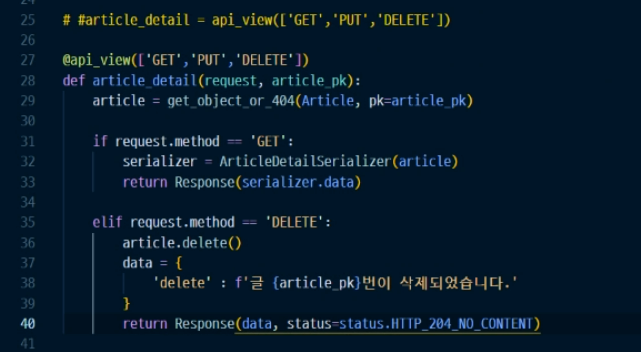 25 # #article_detail = api_view(['GET','PUT','DELETE'])
26
27 @api_view(['GET','PUT','DELETE'])
28 def article_detail(request, article_pk):
29     article = get_object_or_404(Article, pk=article_pk)
30
31     if request.method == 'GET':
32         serializer = ArticleDetailSerializer(article)
33         return Response(serializer.data)
34
35     elif request.method == 'DELETE':
36         article.delete()
37         data = {
38             'delete' : f'글 {article_pk}번이 삭제되었습니다.'
39         }
40         return Response(data, status=status.HTTP_204_NO_CONTENT)
41